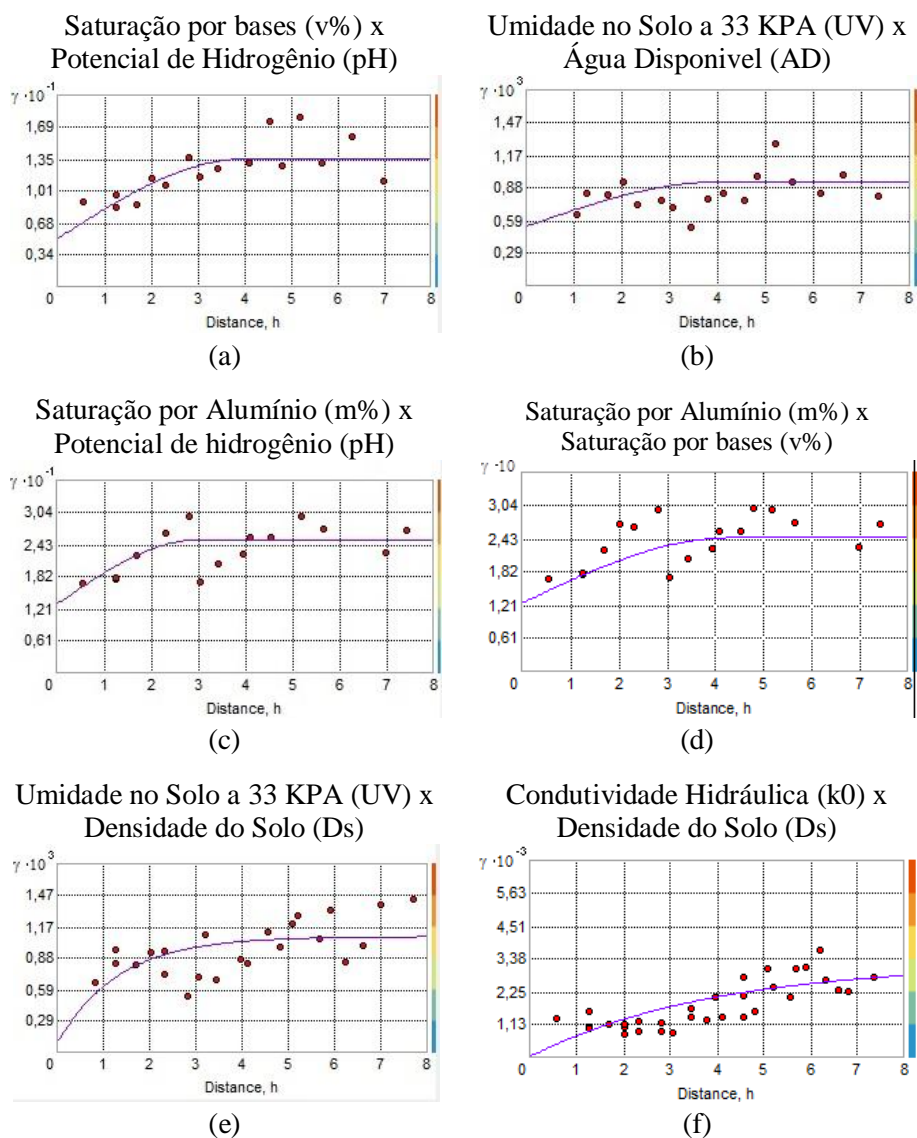 Saturação por bases (v%) x
Potencial de Hidrogênio (pH)
γ ·10⁻¹
1,69
1,35
1,01
0,68
0,34
0 1 2 3 4 5 6 7 8
Distance, h
(a)
Umidade no Solo a 33 KPA (UV) x
Água Disponivel (AD)
γ ·10³
1,47
1,17
0,88
0,59
0,29
0 1 2 3 4 5 6 7 8
Distance, h
(b)
Saturação por Alumínio (m%) x
Potencial de hidrogênio (pH)
γ ·10⁻¹
3,04
2,43
1,82
1,21
0,61
0 1 2 3 4 5 6 7 8
Distance, h
(c)
Saturação por Alumínio (m%) x
Saturação por bases (v%)
γ ·10
3,04
2,43
1,82
1,21
0,61
0 1 2 3 4 5 6 7 8
Distance, h
(d)
Umidade no Solo a 33 KPA (UV) x
Densidade do Solo (Ds)
γ ·10³
1,47
1,17
0,88
0,59
0,29
0 1 2 3 4 5 6 7 8
Distance, h
(e)
Condutividade Hidráulica (k0) x
Densidade do Solo (Ds)
γ ·10⁻³
5,63
4,51
3,38
2,25
1,13
0 1 2 3 4 5 6 7 8
Distance, h
(f)